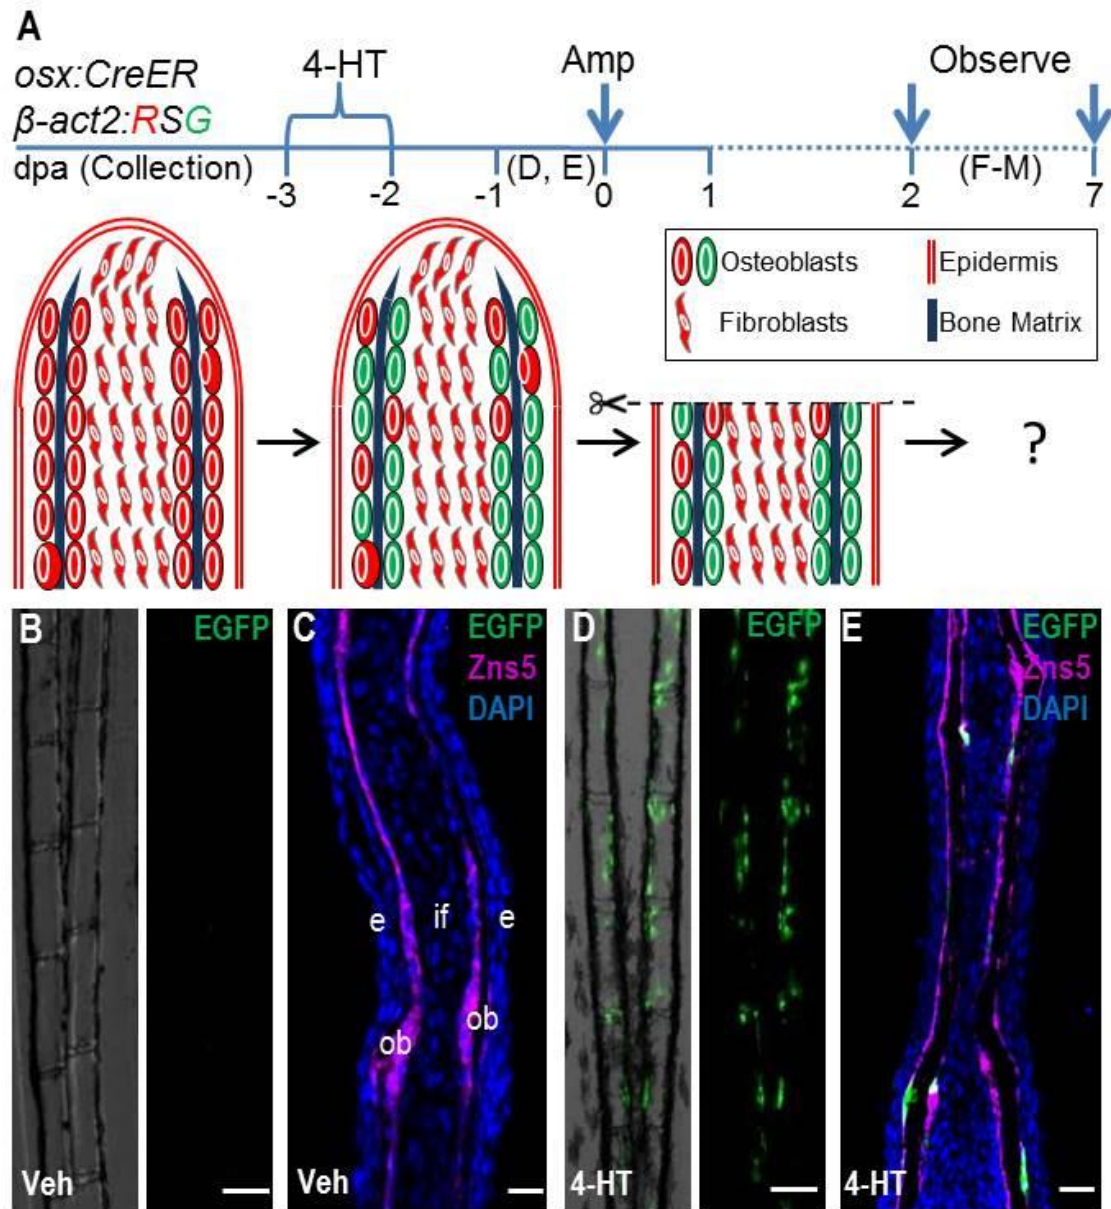 A
osx:CreER
β-act2:RSG
4-HT
Amp
Observe
dpa (Collection)
(D, E)
(F-M)
-3
-2
-1
0
1
2
7
Osteoblasts
Epidermis
Fibroblasts
Bone Matrix
?
B
EGFP
Veh
C
EGFP
Zns5
DAPI
e
if
e
ob
ob
Veh
D
EGFP
4-HT
E
EGFP
Zns5
DAPI
4-HT